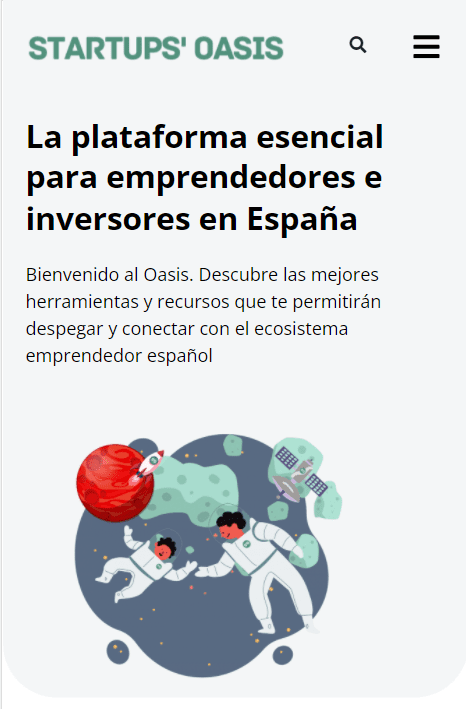 STARTUPS' OASIS
La plataforma esencial
para emprendedores e
inversores en España
Bienvenido al Oasis. Descubre las mejores
herramientas y recursos que te permitirán
despegar y conectar con el ecosistema
emprendedor español